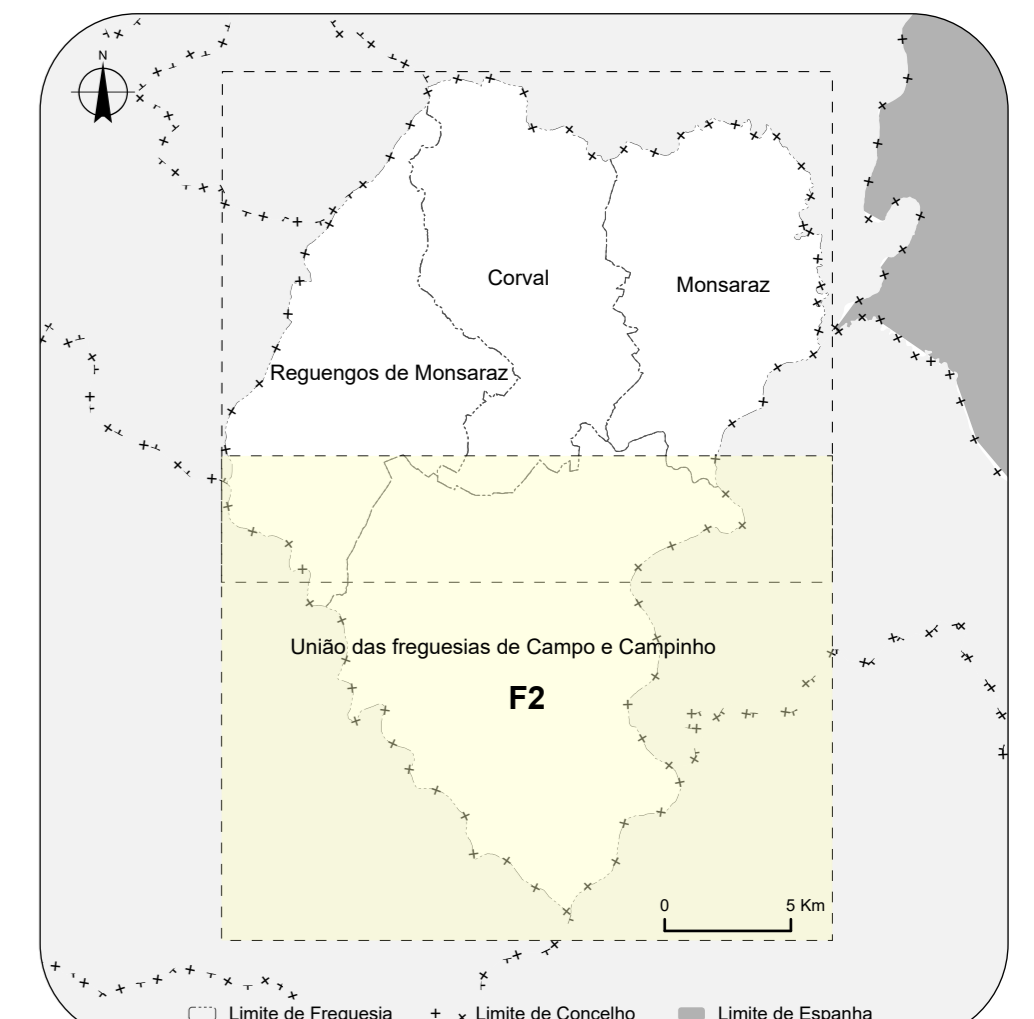 N
Corval
Monsaraz
Reguengos de Monsaraz
União das freguesias de Campo e Campinho
F2
0 5 Km
Limite de Freguesia Limite de Concelho Limite de Espanha